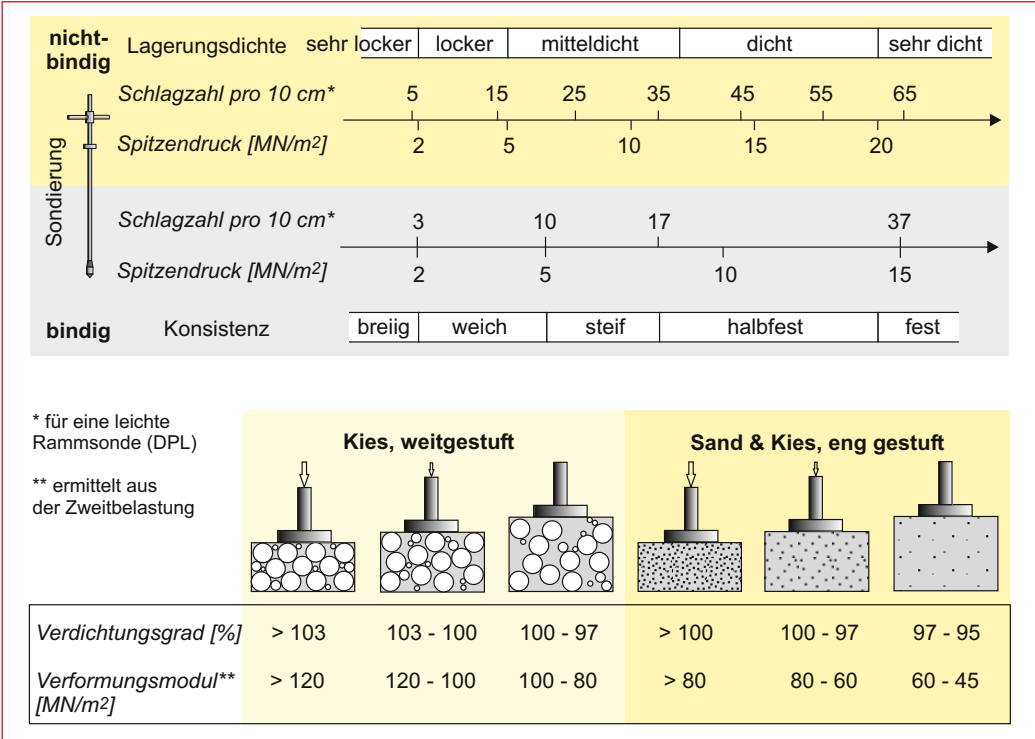 nicht-
bindig
Lagerungsdichte sehr locker locker mitteldicht dicht sehr dicht
Schlagzahl pro 10 cm* 5 15 25 35 45 55 65
Spitzendruck [MN/m2] 2 5 10 15 20
Sondierung
Schlagzahl pro 10 cm* 3 10 17 37
Spitzendruck [MN/m2] 2 5 10 15
bindig Konsistenz breiig weich steif halbfest fest
* für eine leichte
Rammsonde (DPL)
** ermittelt aus
der Zweitbelastung
Kies, weitgestuft Sand & Kies, eng gestuft
Verdichtungsgrad [%] > 103 103 - 100 100 - 97 > 100 100 - 97 97 - 95
Verformungsmodul** > 120 120 - 100 100 - 80 > 80 80 - 60 60 - 45
[MN/m2]